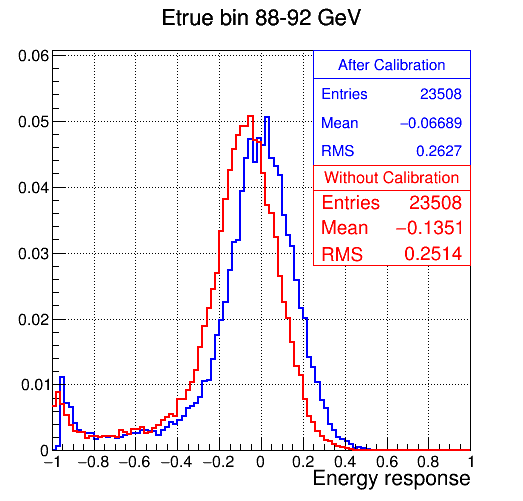 Etrue bin 88-92 GeV
After Calibration
Entries 23508
Mean −0.06689
RMS 0.2627
Without Calibration
Entries 23508
Mean −0.1351
RMS 0.2514
0.06
0.05
0.04
0.03
0.02
0.01
0
−1 −0.8 −0.6 −0.4 −0.2 0 0.2 0.4 0.6 0.8 1
Energy response